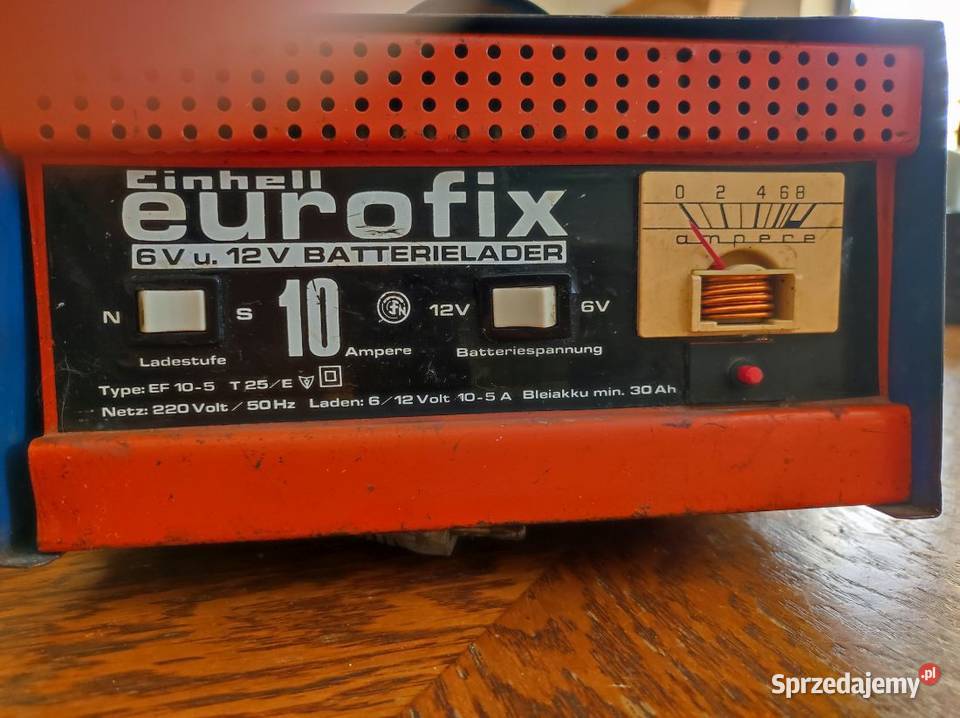 Einhell
eurofix
6 V u. 12 V BATTERIELADER
0 2 4 6 8
ampere
N S
Ladestufe
10 Ampere
12V 6V
Batteriespannung
Type: EF 10-5 T 25/E
Netz: 220 Volt / 50 Hz Laden: 6/12 Volt 10-5 A Bleiakku min. 30 Ah
Sprzedajemy.pl